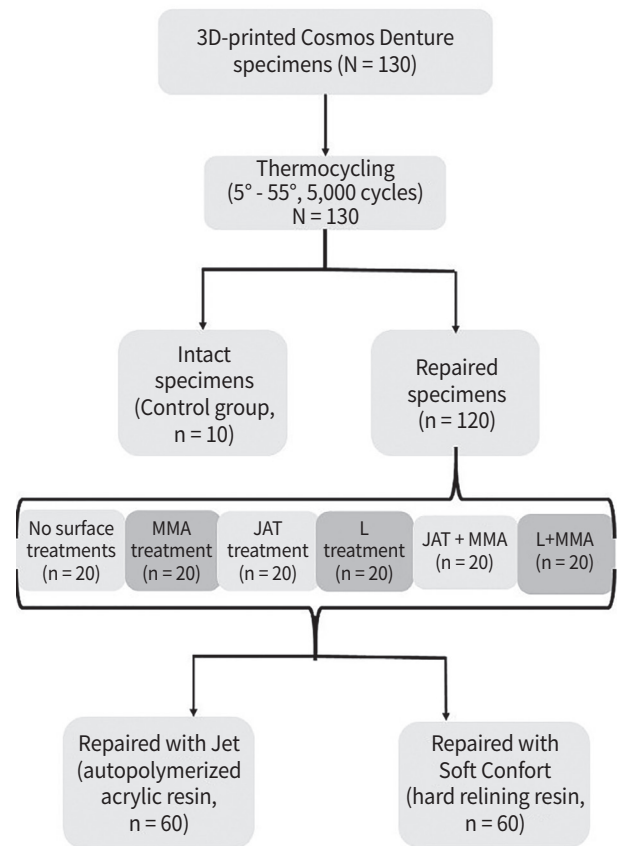 3D-printed Cosmos Denture
specimens (N = 130)
Thermocycling
(5° - 55°, 5,000 cycles)
N = 130
Intact
specimens
(Control group,
n = 10)
Repaired
specimens
(n = 120)
No surface
treatments
(n = 20)
MMA
treatment
(n = 20)
JAT
treatment
(n = 20)
L
treatment
(n = 20)
JAT + MMA
(n = 20)
L+MMA
(n = 20)
Repaired with Jet
(autopolymerized
acrylic resin,
n = 60)
Repaired with
Soft Confort
(hard relining resin,
n = 60)